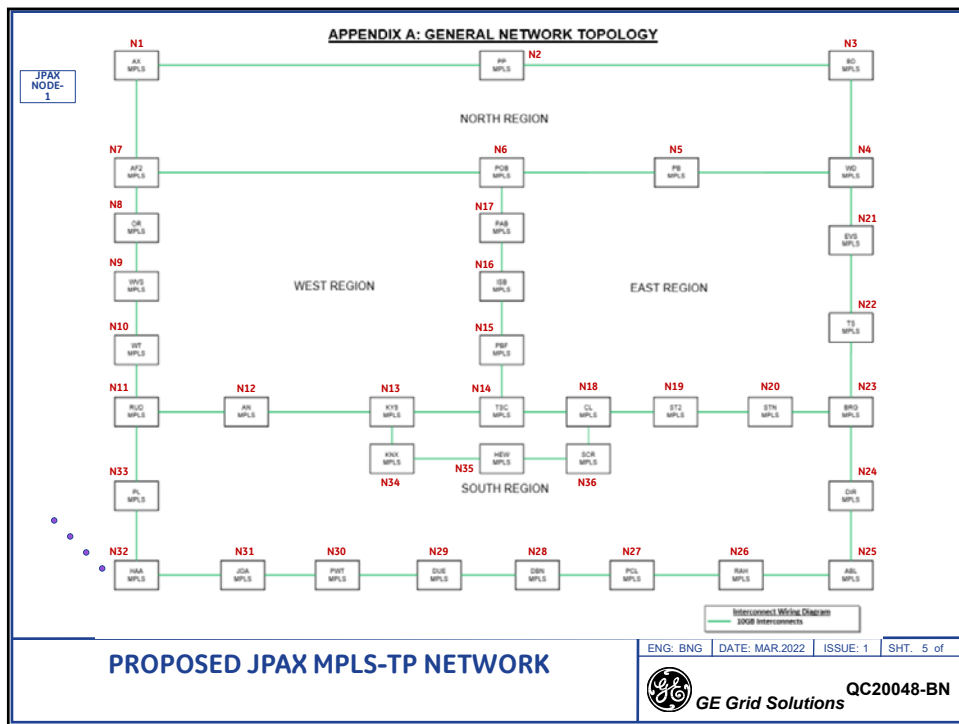 APPENDIX A: GENERAL NETWORK TOPOLOGY
N1
N2
N3
AX
MPLS
PP
MPLS
BD
MPLS
JPAX
NODE-
1
NORTH REGION
N7
N6
N5
N4
AF2
MPLS
POB
MPLS
PB
MPLS
WD
MPLS
N8
N17
N21
OR
MPLS
PAB
MPLS
EVS
MPLS
N9
N16
WVS
MPLS
WEST REGION
ISB
MPLS
EAST REGION
N22
TS
MPLS
N10
N15
WT
MPLS
PBF
MPLS
N11
N12
N13
N14
N18
N19
N20
N23
RUD
MPLS
AN
MPLS
KYS
MPLS
TSC
MPLS
CL
MPLS
ST2
MPLS
STN
MPLS
BRG
MPLS
KNX
MPLS
HEW
MPLS
SCR
MPLS
N34
N35
N36
SOUTH REGION
N33
N24
PL
MPLS
DIR
MPLS
N32
N31
N30
N29
N28
N27
N26
N25
HAA
MPLS
JDA
MPLS
PWT
MPLS
DUE
MPLS
DBN
MPLS
PCL
MPLS
RAH
MPLS
ABL
MPLS
Interconnect Wiring Diagram
10GB Interconnects
PROPOSED JPAX MPLS-TP NETWORK
ENG: BNG DATE: MAR.2022 ISSUE: 1 SHT. 5 of
GE Grid Solutions QC20048-BN